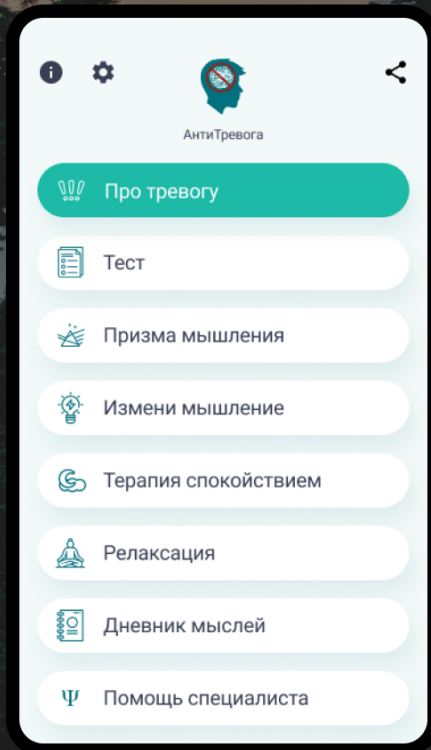 АнтиТревога
Про тревогу
Тест
Призма мышления
Измени мышление
Терапия спокойствием
Релаксация
Дневник мыслей
Помощь специалиста